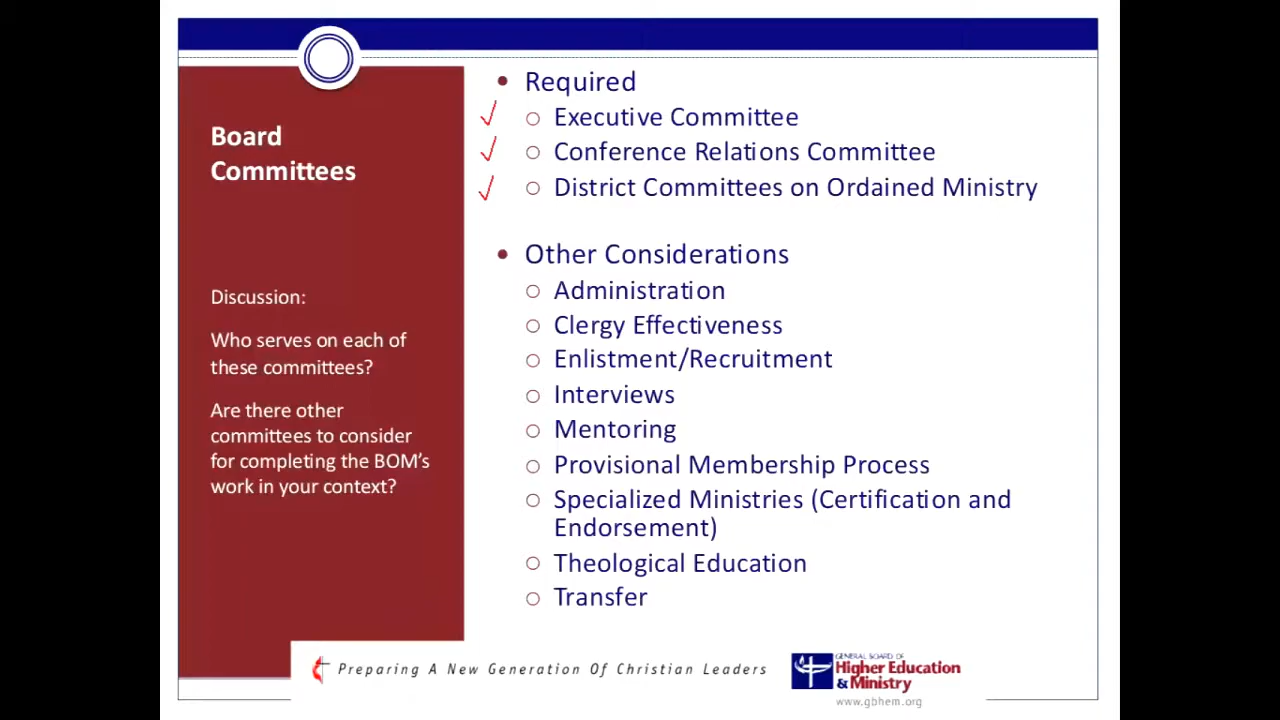 Board
Committees
Discussion:
Who serves on each of
these committees?
Are there other
committees to consider
for completing the BOM's
work in your context?
• Required
○ Executive Committee
○ Conference Relations Committee
○ District Committees on Ordained Ministry
• Other Considerations
○ Administration
○ Clergy Effectiveness
○ Enlistment/Recruitment
○ Interviews
○ Mentoring
○ Provisional Membership Process
○ Specialized Ministries (Certification and
Endorsement)
○ Theological Education
○ Transfer
Preparing A New Generation Of Christian Leaders
GENERAL BOARD OF
Higher Education
& Ministry
www.gbhem.org